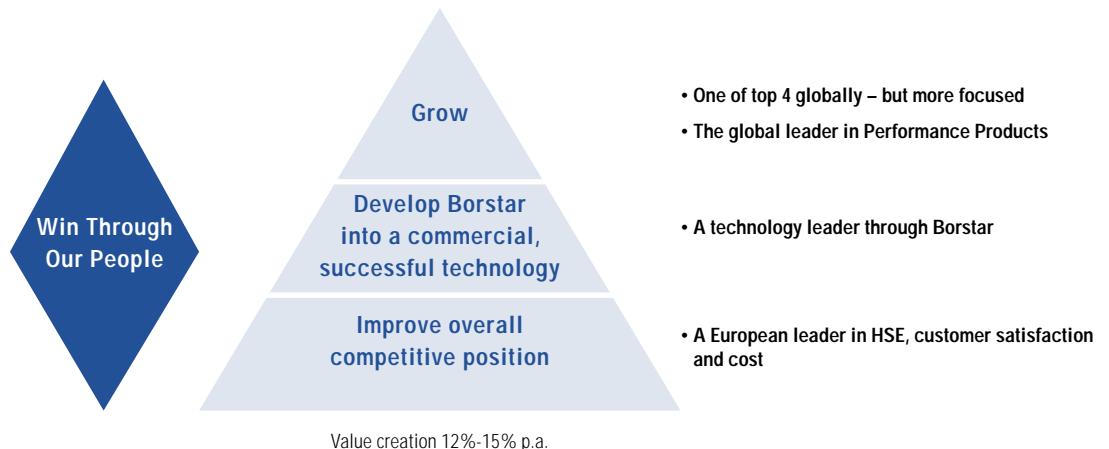 Win Through
Our People
Grow
Develop Borstar
into a commercial,
successful technology
Improve overall
competitive position
• One of top 4 globally – but more focused
• The global leader in Performance Products
• A technology leader through Borstar
• A European leader in HSE, customer satisfaction
and cost
Value creation 12%-15% p.a.